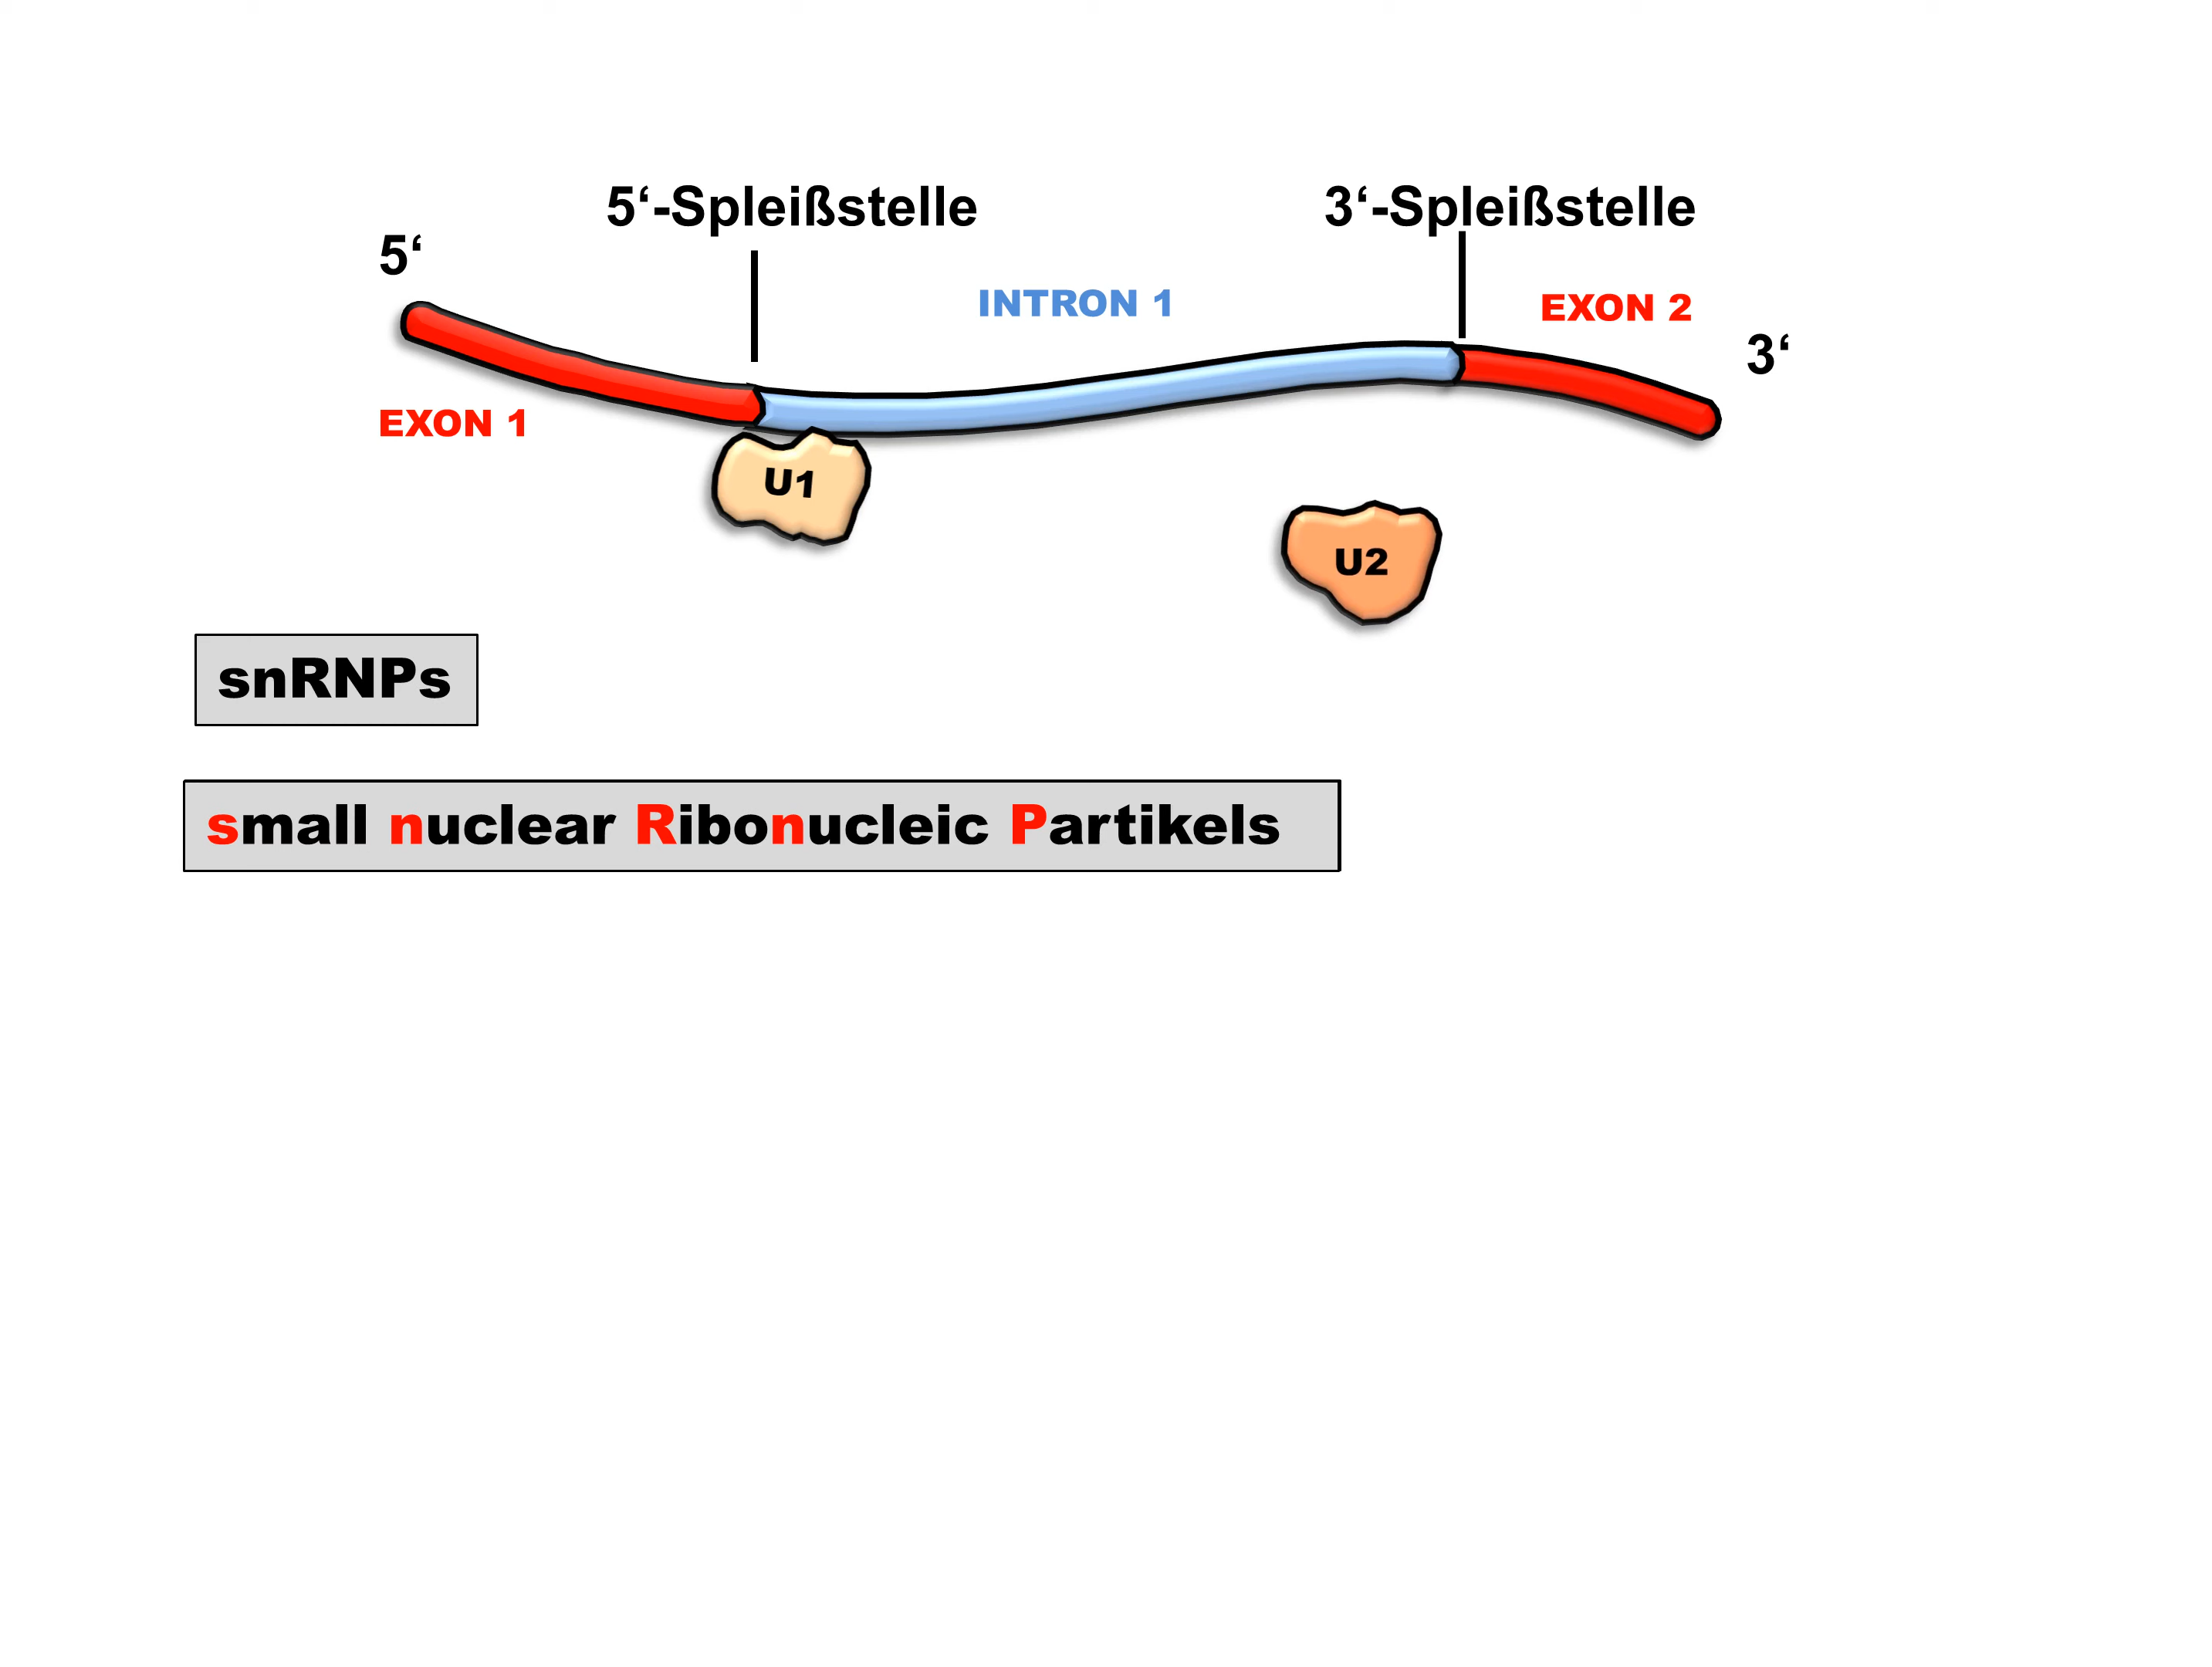 5‘-Spleißstelle
3‘-Spleißstelle
5‘
INTRON 1
EXON 2
3‘
EXON 1
U1
U2
snRNPs
small nuclear Ribonucleic Partikels